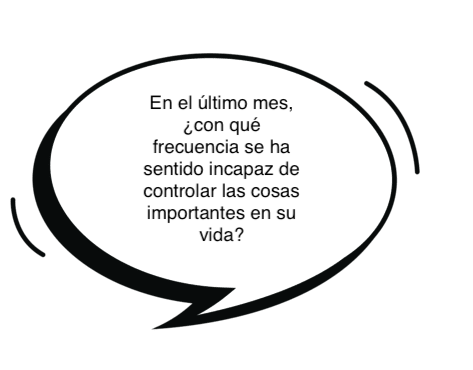 En el último mes,
¿con qué
frecuencia se ha
sentido incapaz de
controlar las cosas
importantes en su
vida?